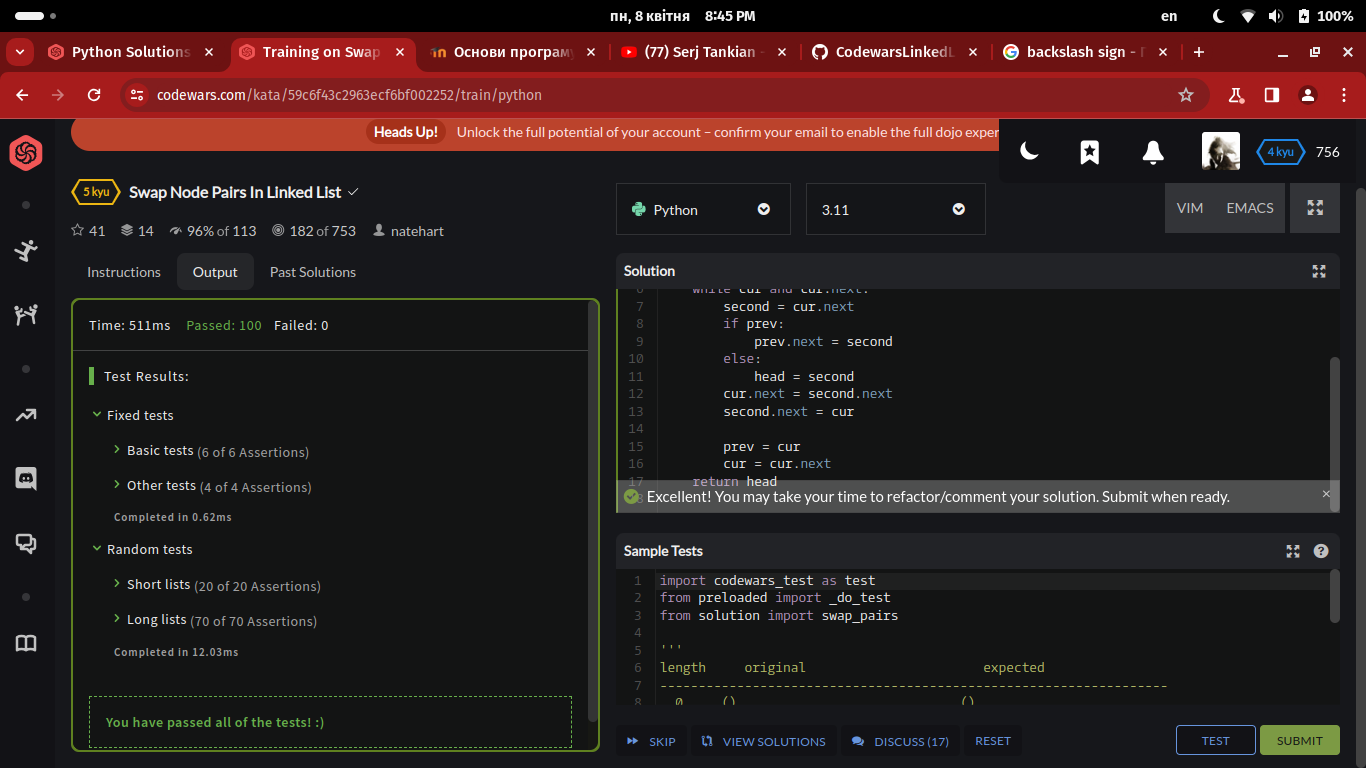 пн, 8 квітня 8:45 PM
en 100%
Python Solutions
Training on Swap
Основи програм
(77) Serj Tankian -
CodewarsLinkedL
backslash sign -
codewars.com/kata/59c6f43c2963ecf6bf002252/train/python
Heads Up! Unlock the full potential of your account – confirm your email to enable the full dojo exper
4 kyu 756
5 kyu Swap Node Pairs In Linked List
41 14 96% of 113 182 of 753 natehart
Python 3.11 VIM EMACS
Instructions Output Past Solutions
Time: 511ms Passed: 100 Failed: 0
Test Results:
Fixed tests
Basic tests (6 of 6 Assertions)
Other tests (4 of 4 Assertions)
Completed in 0.62ms
Random tests
Short lists (20 of 20 Assertions)
Long lists (70 of 70 Assertions)
Completed in 12.03ms
You have passed all of the tests! :)
Solution
6 while cur and cur.next:
7 second = cur.next
8 if prev:
9 prev.next = second
10 else:
11 head = second
12 cur.next = second.next
13 second.next = cur
14
15 prev = cur
16 cur = cur.next
17 return head
Excellent! You may take your time to refactor/comment your solution. Submit when ready. ×
Sample Tests
1 import codewars_test as test
2 from preloaded import _do_test
3 from solution import swap_pairs
4
5 '''
6 length original expected
7 ------------------------------------------------------------------
8 0 () ()
SKIP VIEW SOLUTIONS DISCUSS (17) RESET TEST SUBMIT